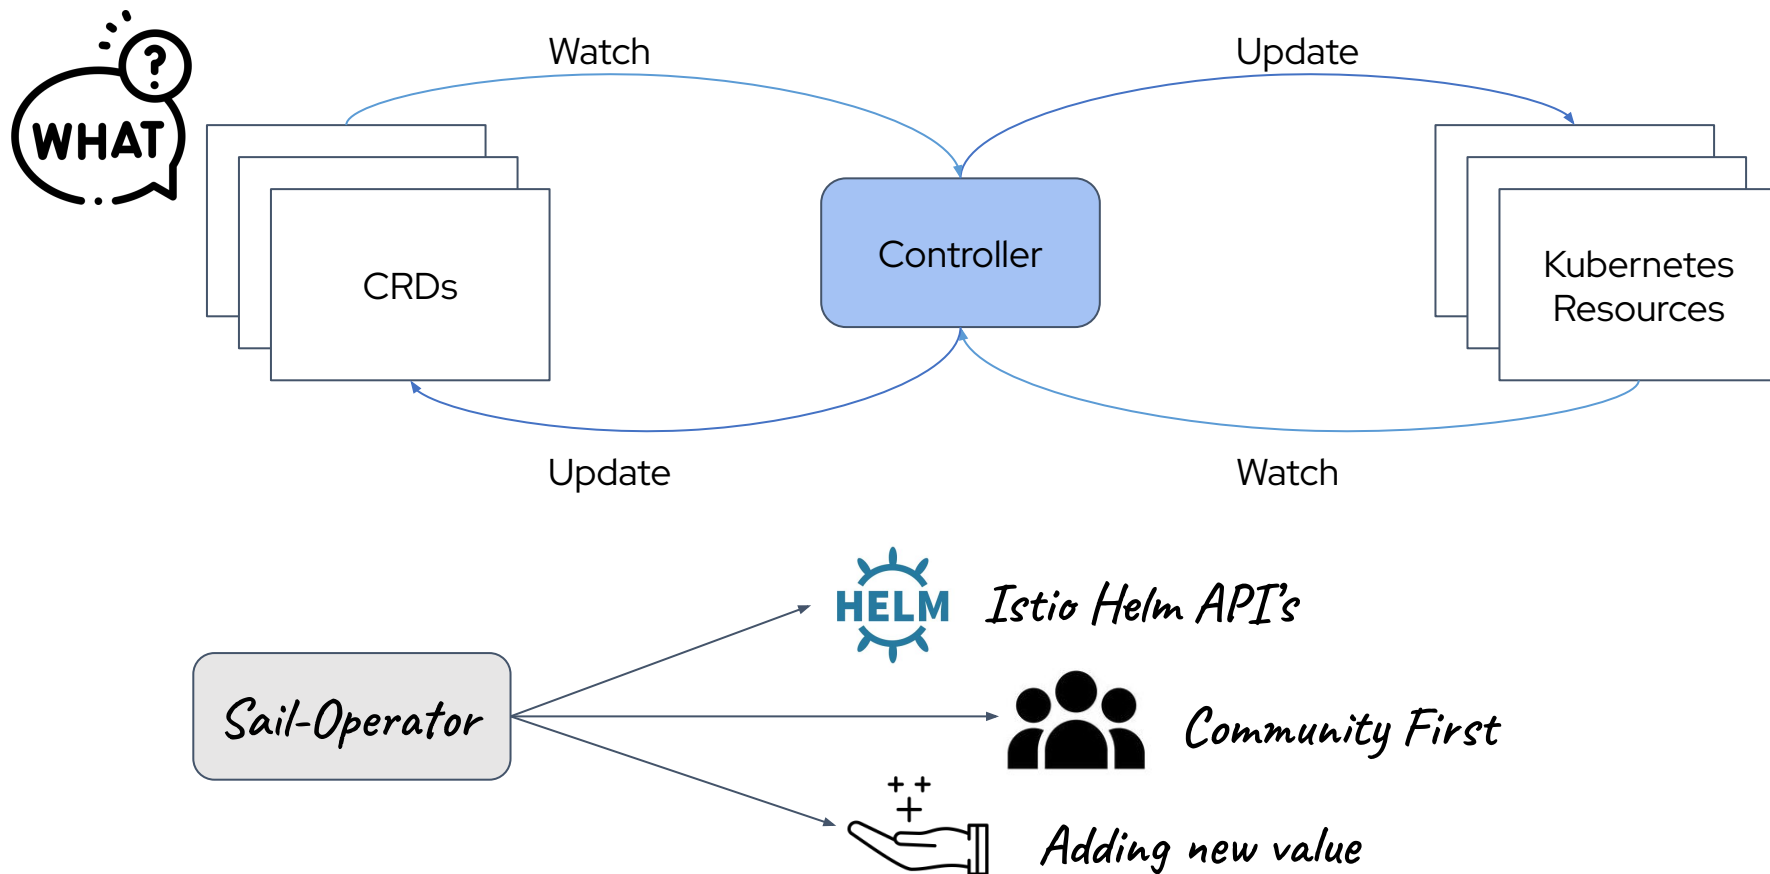 ?
WHAT
Watch
Update
CRDs
Controller
Kubernetes
Resources
Update
Watch
HELM
Istio Helm API's
Sail-Operator
Community First
Adding new value